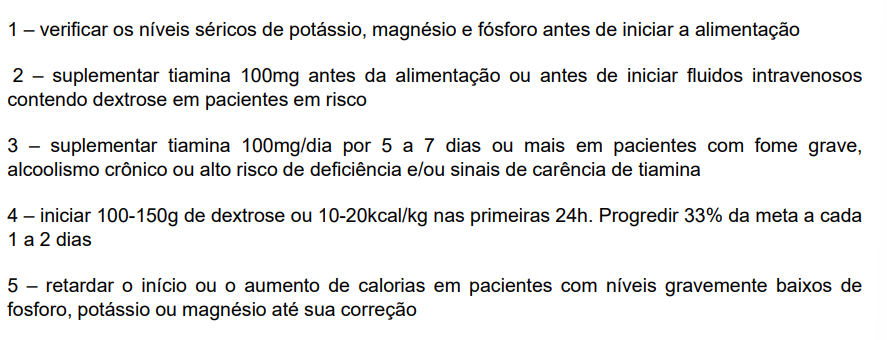 1 – verificar os níveis séricos de potássio, magnésio e fósforo antes de iniciar a alimentação
2 – suplementar tiamina 100mg antes da alimentação ou antes de iniciar fluidos intravenosos
contendo dextrose em pacientes em risco
3 – suplementar tiamina 100mg/dia por 5 a 7 dias ou mais em pacientes com fome grave,
alcoolismo crônico ou alto risco de deficiência e/ou sinais de carência de tiamina
4 – iniciar 100-150g de dextrose ou 10-20kcal/kg nas primeiras 24h. Progredir 33% da meta a cada
1 a 2 dias
5 – retardar o início ou o aumento de calorias em pacientes com níveis gravemente baixos de
fosforo, potássio ou magnésio até sua correção